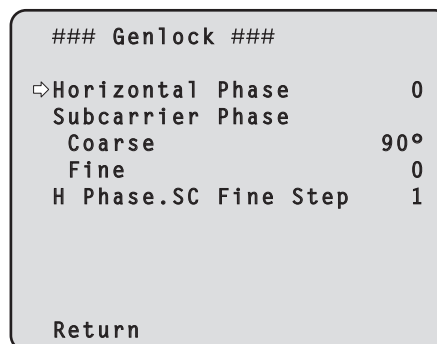 ### Genlock ###
⇨Horizontal Phase 0
Subcarrier Phase
Coarse 90°
Fine 0
H Phase.SC Fine Step 1
Return